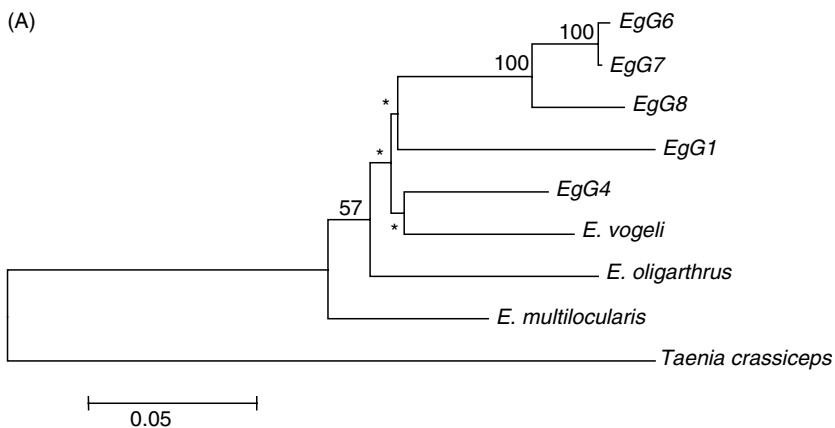 (A)
EgG6
100
EgG7
100
EgG8
*
EgG1
*
EgG4
57
*
E. vogeli
E. oligarthrus
E. multilocularis
Taenia crassiceps
0.05